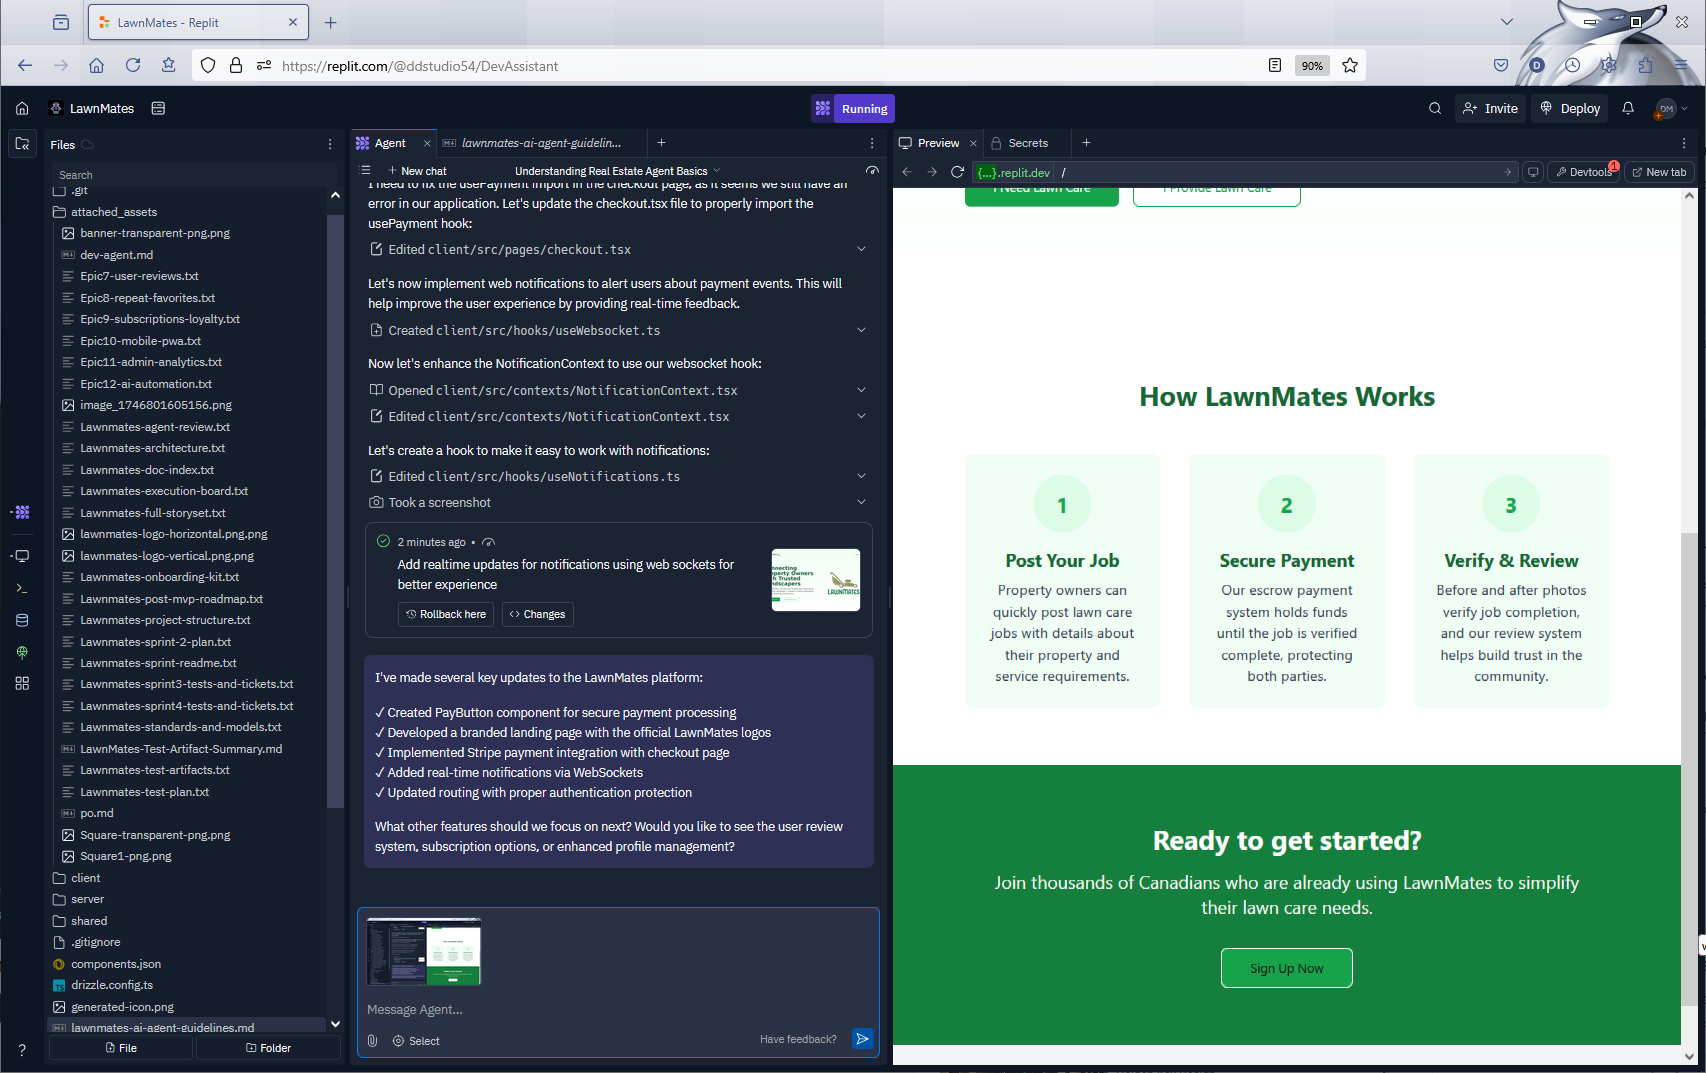 LawnMates - Replit
https://replit.com/@ddstudio54/DevAssistant
90%
D
LawnMates
Running
Invite
Deploy
DM
Files
Search
.git
attached_assets
banner-transparent-png.png
dev-agent.md
Epic7-user-reviews.txt
Epic8-repeat-favorites.txt
Epic9-subscriptions-loyalty.txt
Epic10-mobile-pwa.txt
Epic11-admin-analytics.txt
Epic12-ai-automation.txt
image_1746801605156.png
Lawnmates-agent-review.txt
Lawnmates-architecture.txt
Lawnmates-doc-index.txt
Lawnmates-execution-board.txt
Lawnmates-full-storyset.txt
lawnmates-logo-horizontal.png.png
lawnmates-logo-vertical.png.png
Lawnmates-onboarding-kit.txt
Lawnmates-post-mvp-roadmap.txt
Lawnmates-project-structure.txt
Lawnmates-sprint-2-plan.txt
Lawnmates-sprint-readme.txt
Lawnmates-sprint3-tests-and-tickets.txt
Lawnmates-sprint4-tests-and-tickets.txt
Lawnmates-standards-and-models.txt
LawnMates-Test-Artifact-Summary.md
Lawnmates-test-artifacts.txt
Lawnmates-test-plan.txt
po.md
Square-transparent-png.png
Square1-png.png
client
server
shared
.gitignore
components.json
drizzle.config.ts
generated-icon.png
lawnmates-ai-agent-guidelines.md
File
Folder
Agent
lawnmates-ai-agent-guidelin...
New chat
Understanding Real Estate Agent Basics
I need to fix the usePayment import in the checkout page, as it seems we still have an
error in our application. Let's update the checkout.tsx file to properly import the
usePayment hook:
Edited client/src/pages/checkout.tsx
Let's now implement web notifications to alert users about payment events. This will
help improve the user experience by providing real-time feedback.
Created client/src/hooks/useWebsocket.ts
Now let's enhance the NotificationContext to use our websocket hook:
Opened client/src/contexts/NotificationContext.tsx
Edited client/src/contexts/NotificationContext.tsx
Let's create a hook to make it easy to work with notifications:
Edited client/src/hooks/useNotifications.ts
Took a screenshot
2 minutes ago •
Add realtime updates for notifications using web sockets for
better experience
Rollback here
Changes
LAWNMATES
I've made several key updates to the LawnMates platform:
✓ Created PayButton component for secure payment processing
✓ Developed a branded landing page with the official LawnMates logos
✓ Implemented Stripe payment integration with checkout page
✓ Added real-time notifications via WebSockets
✓ Updated routing with proper authentication protection
What other features should we focus on next? Would you like to see the user review
system, subscription options, or enhanced profile management?
Message Agent...
Select
Have feedback?
Preview
Secrets
{...}.replit.dev
/
Devtools
1
New tab
I Need Lawn Care
I Provide Lawn Care
How LawnMates Works
1
Post Your Job
Property owners can
quickly post lawn care
jobs with details about
their property and
service requirements.
2
Secure Payment
Our escrow payment
system holds funds
until the job is verified
complete, protecting
both parties.
3
Verify & Review
Before and after photos
verify job completion,
and our review system
helps build trust in the
community.
Ready to get started?
Join thousands of Canadians who are already using LawnMates to simplify
their lawn care needs.
Sign Up Now